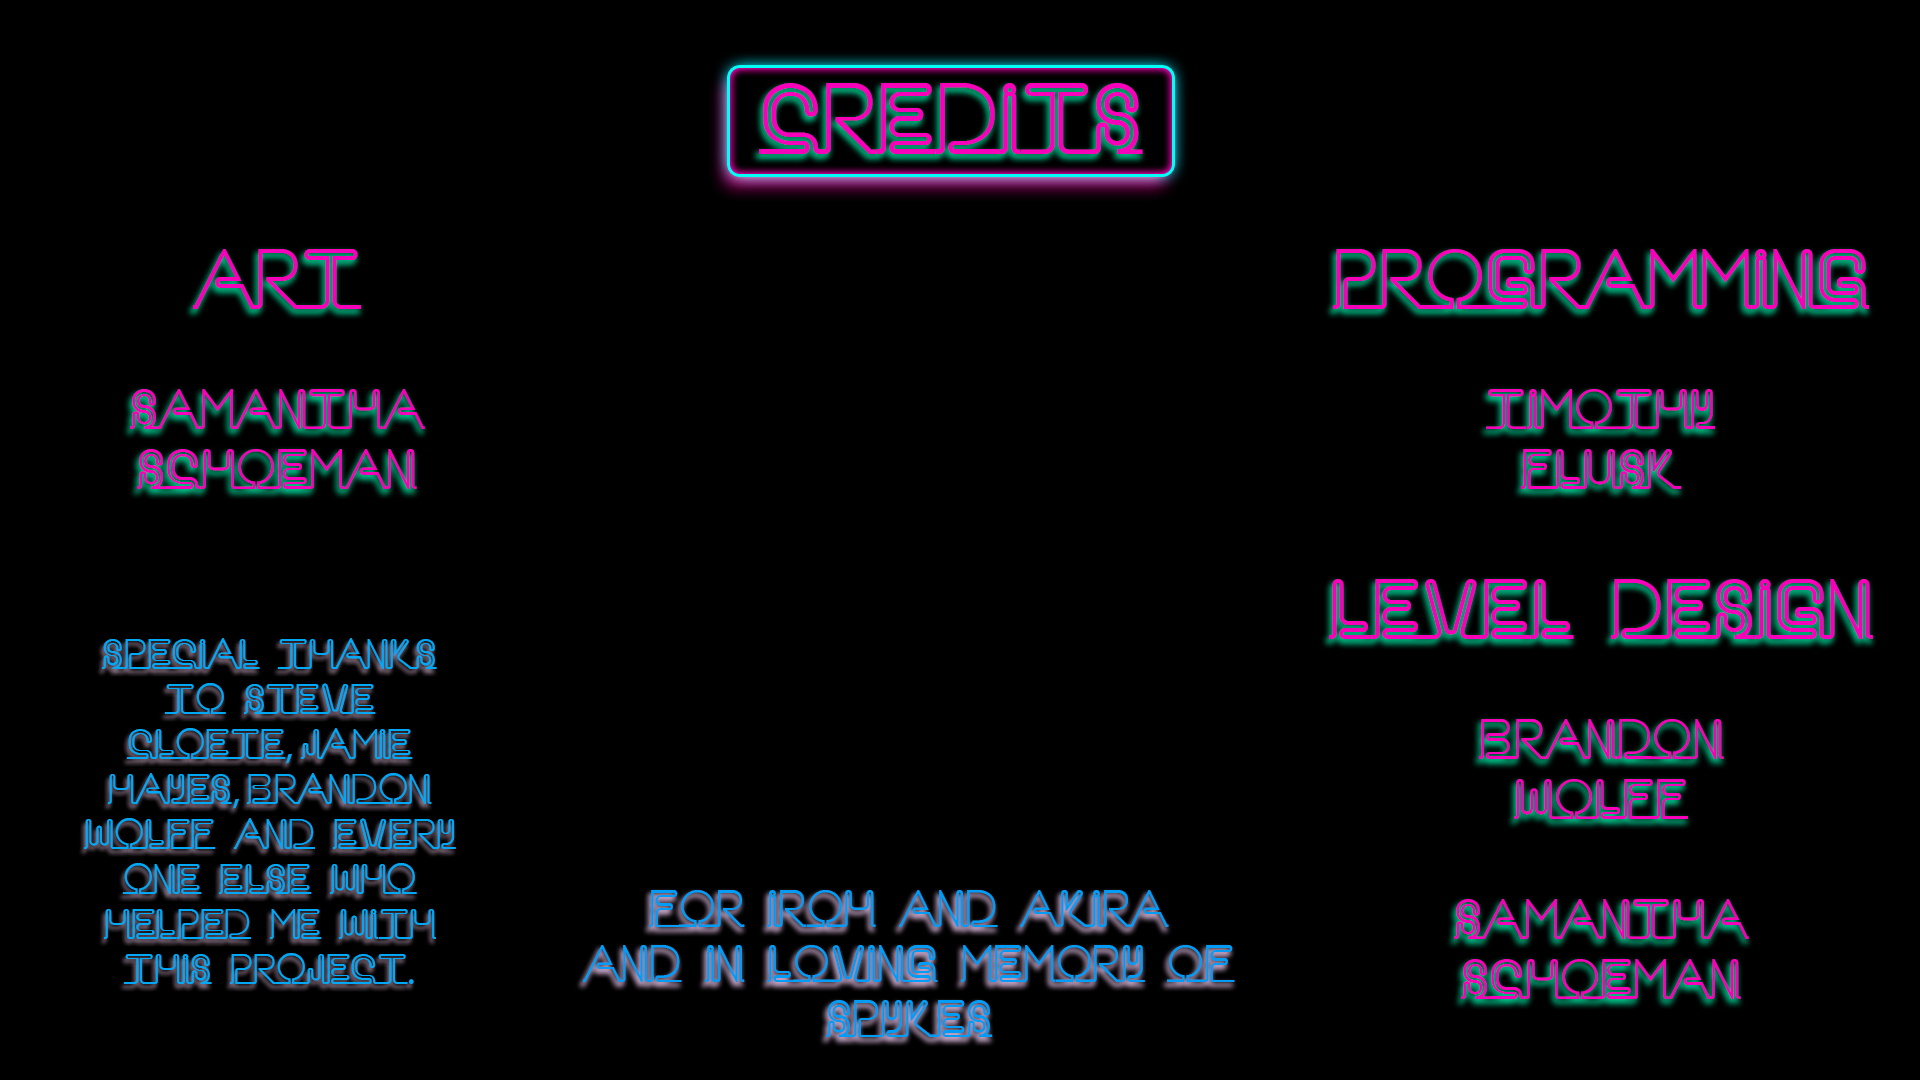 CREDITS
ART
SAMANTHA
SCHOEMAN
SPECIAL THANKS
TO STEVE
CLOETE, JAMIE
HAYES, BRANDON
WOLFF AND EVERY
ONE ELSE WHO
HELPED ME WITH
THIS PROJECT.
FOR IROH AND AKIRA
AND IN LOVING MEMORY OF
SPYKES
PROGRAMMING
TIMOTHY
FLUSK
LEVEL DESIGN
BRANDON
WOLFF
SAMANTHA
SCHOEMAN